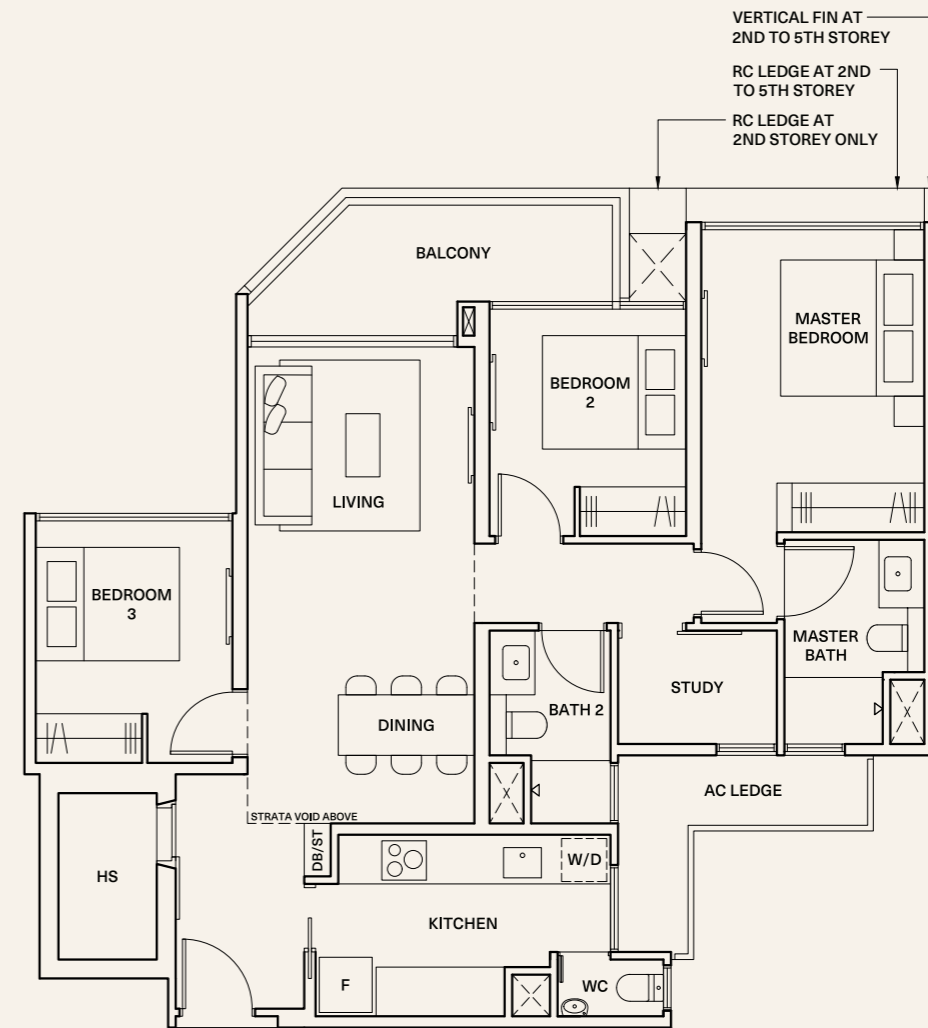 VERTICAL FIN AT
2ND TO 5TH STOREY
RC LEDGE AT 2ND
TO 5TH STOREY
RC LEDGE AT
2ND STOREY ONLY
BALCONY
MASTER
BEDROOM
BEDROOM
2
LIVING
BEDROOM
3
MASTER
BATH
STUDY
BATH 2
DINING
AC LEDGE
STRATA VOID ABOVE
DB/ST
W/D
HS
KITCHEN
F
WC